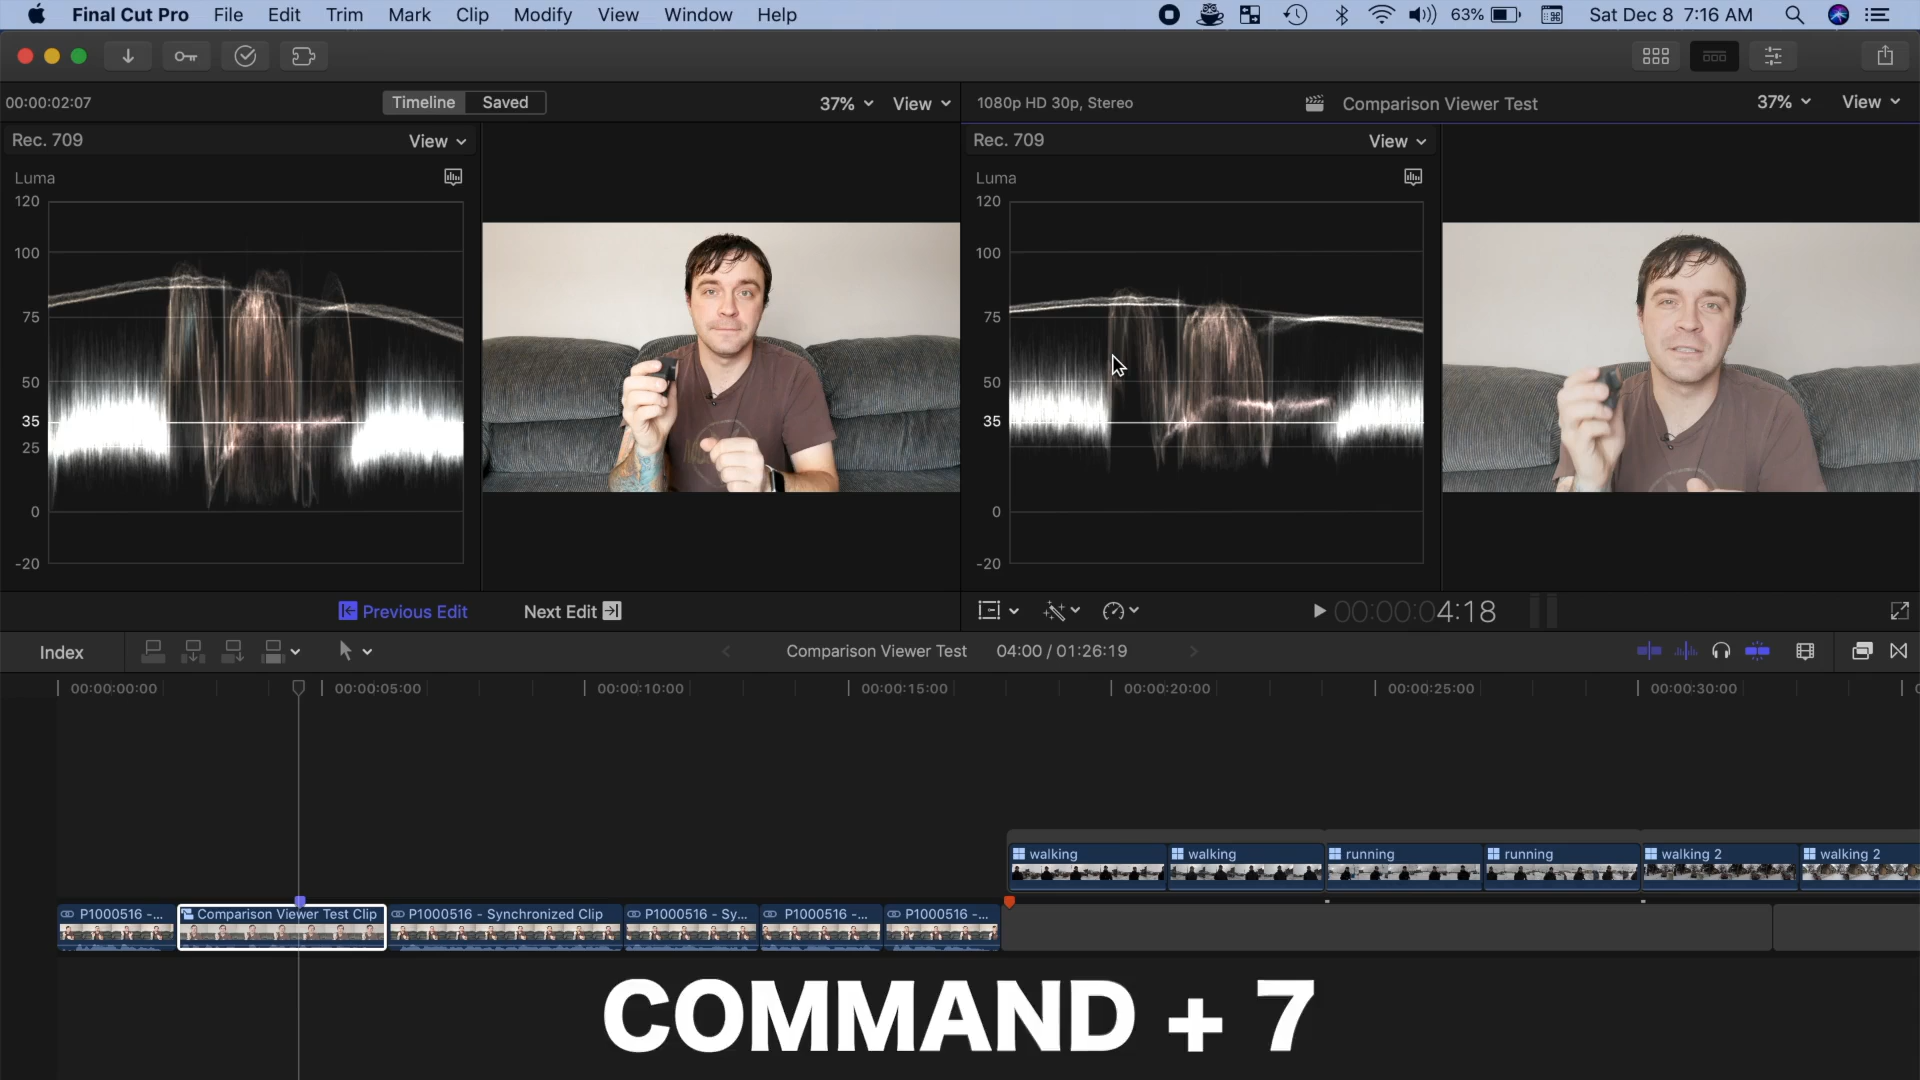 Final Cut Pro File Edit Trim Mark Clip Modify View Window Help 63% Sat Dec 8 7:16 AM
00:00:02:07 Timeline Saved 37% View 1080p HD 30p, Stereo Comparison Viewer Test 37% View
Rec. 709 View Rec. 709 View
Luma Luma
120 120
100 100
75 75
50 50
35 35
25 25
0 0
-20 -20
Previous Edit Next Edit 00:00:04:18
Index Comparison Viewer Test 04:00 / 01:26:19
00:00:00:00 00:00:05:00 00:00:10:00 00:00:15:00 00:00:20:00 00:00:25:00 00:00:30:00
walking walking running running walking 2 walking 2
P1000516 -... Comparison Viewer Test Clip P1000516 - Synchronized Clip P1000516 - Sy... P1000516 -... P1000516 -...
COMMAND + 7